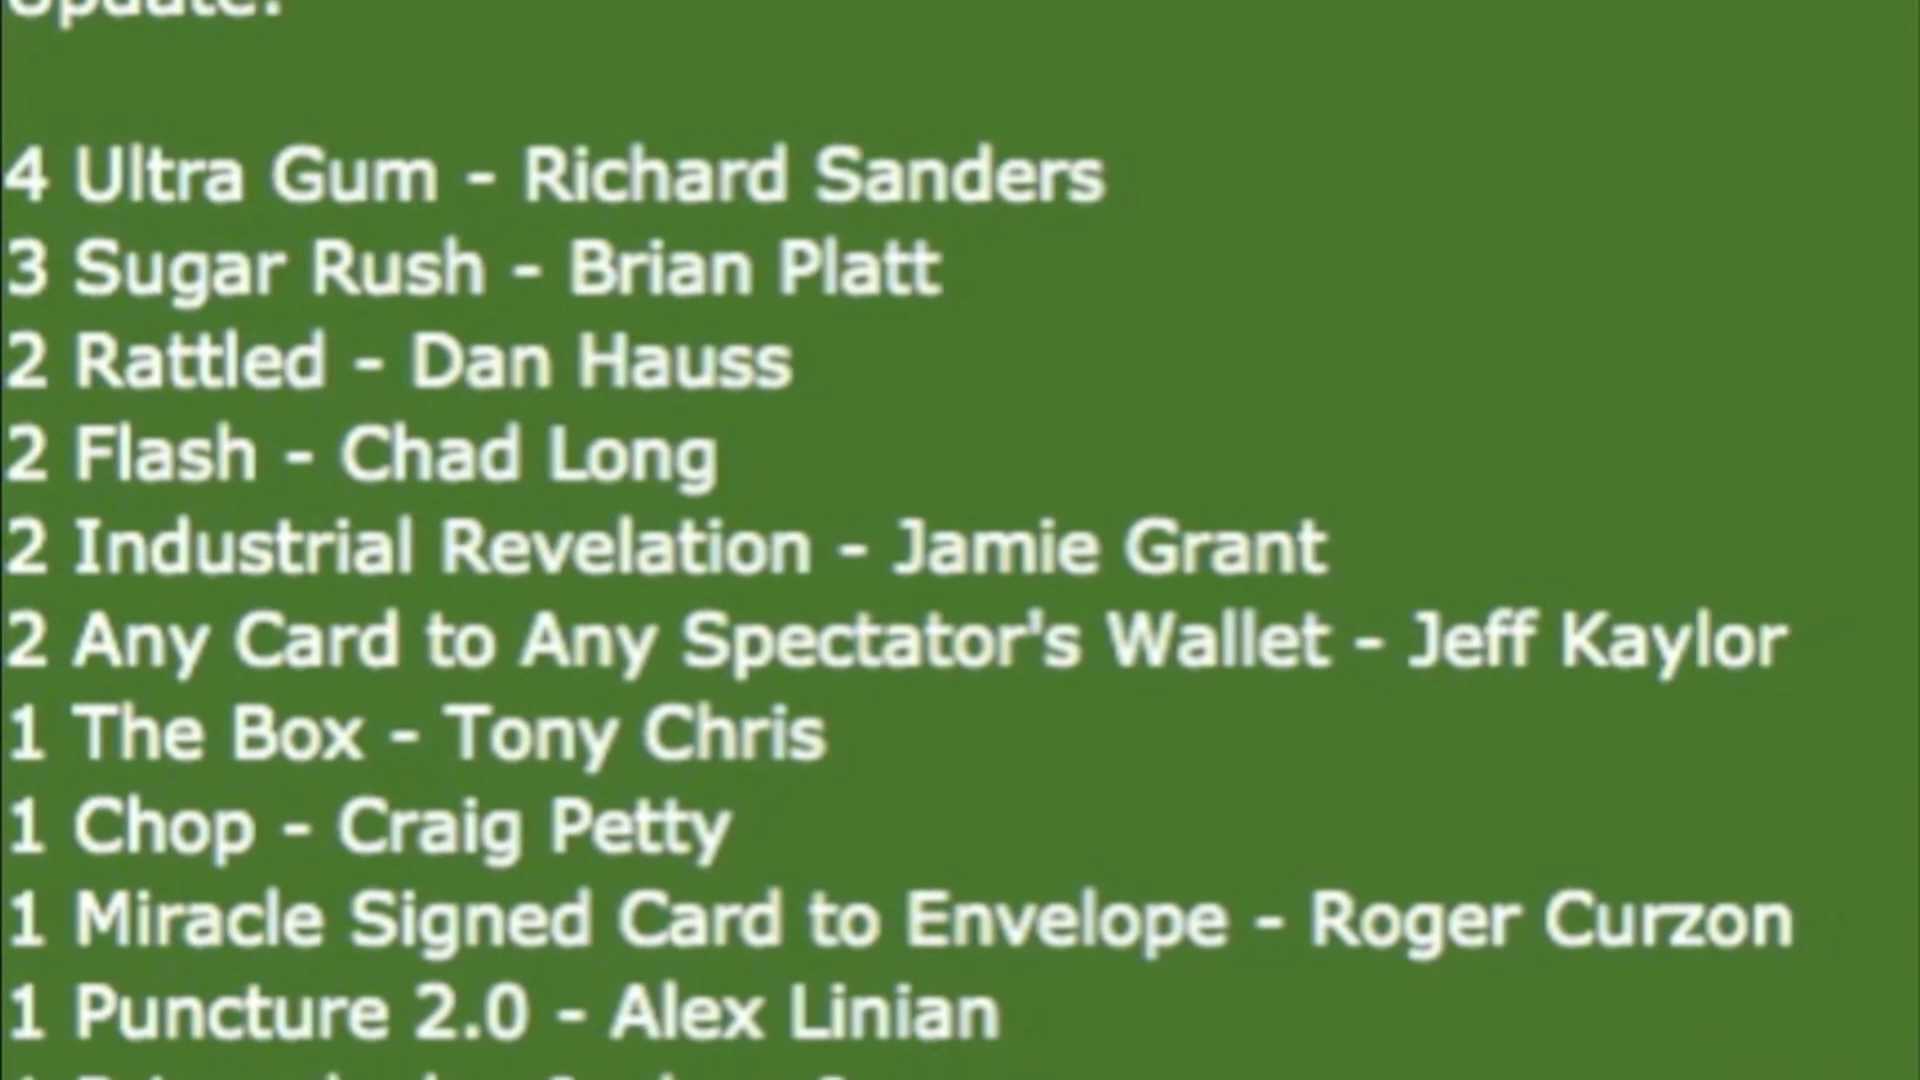 Update:
4 Ultra Gum - Richard Sanders
3 Sugar Rush - Brian Platt
2 Rattled - Dan Hauss
2 Flash - Chad Long
2 Industrial Revelation - Jamie Grant
2 Any Card to Any Spectator's Wallet - Jeff Kaylor
1 The Box - Tony Chris
1 Chop - Craig Petty
1 Miracle Signed Card to Envelope - Roger Curzon
1 Puncture 2.0 - Alex Linian